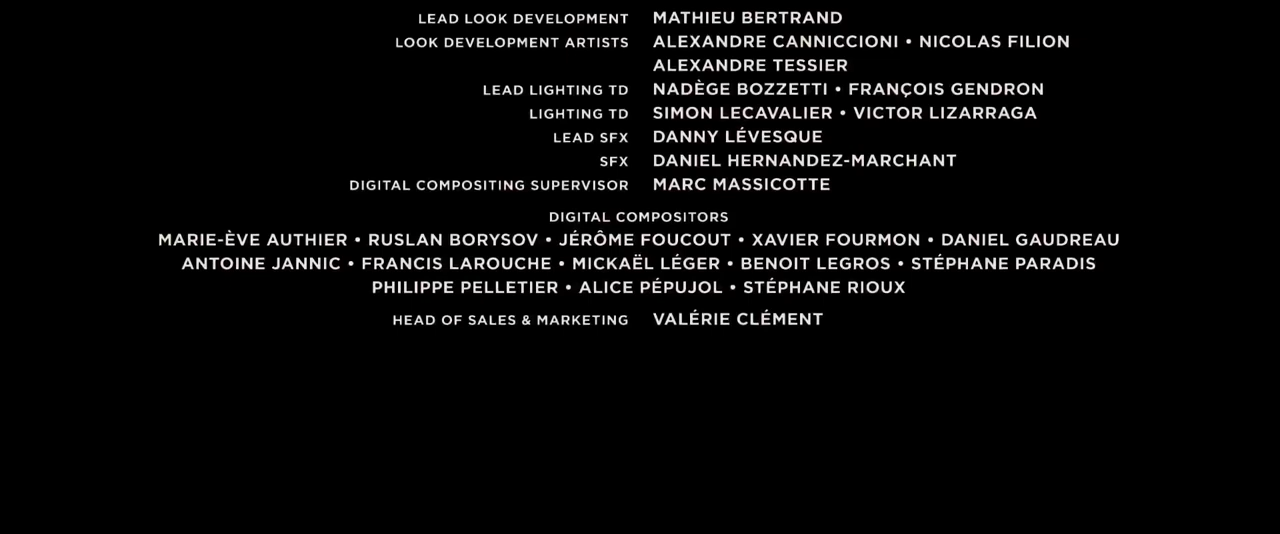 LEAD LOOK DEVELOPMENT MATHIEU BERTRAND
LOOK DEVELOPMENT ARTISTS ALEXANDRE CANNICCIONI • NICOLAS FILION
ALEXANDRE TESSIER
LEAD LIGHTING TD NADÈGE BOZZETTI • FRANÇOIS GENDRON
LIGHTING TD SIMON LECAVALIER • VICTOR LIZARRAGA
LEAD SFX DANNY LÉVESQUE
SFX DANIEL HERNANDEZ-MARCHANT
DIGITAL COMPOSITING SUPERVISOR MARC MASSICOTTE
DIGITAL COMPOSITORS
MARIE-ÈVE AUTHIER • RUSLAN BORYSOV • JÉRÔME FOUCOUT • XAVIER FOURMON • DANIEL GAUDREAU
ANTOINE JANNIC • FRANCIS LAROUCHE • MICKAËL LÉGER • BENOIT LEGROS • STÉPHANE PARADIS
PHILIPPE PELLETIER • ALICE PÉPUJOL • STÉPHANE RIOUX
HEAD OF SALES & MARKETING VALÉRIE CLÉMENT